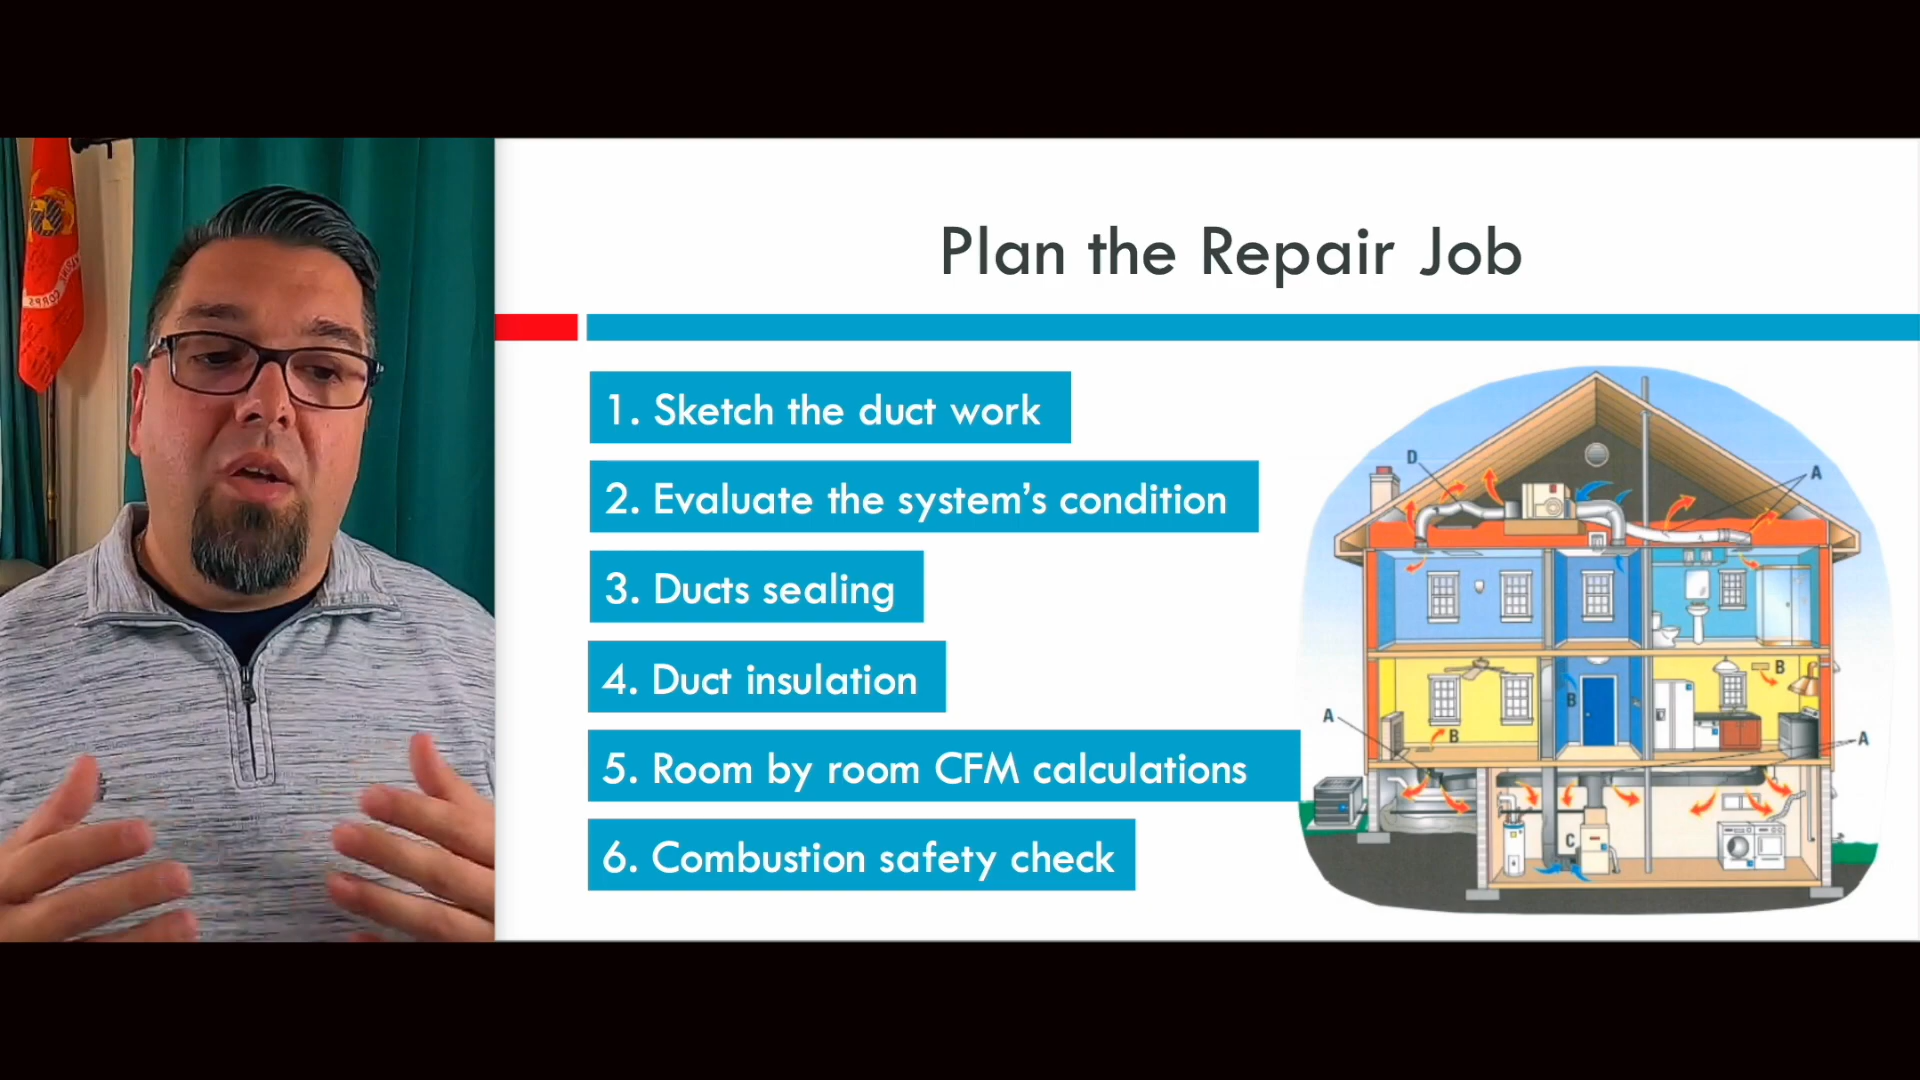 Plan the Repair Job
1. Sketch the duct work
2. Evaluate the system's condition
3. Ducts sealing
4. Duct insulation
5. Room by room CFM calculations
6. Combustion safety check
D
A
B
B
B
A
A
C
CORPS